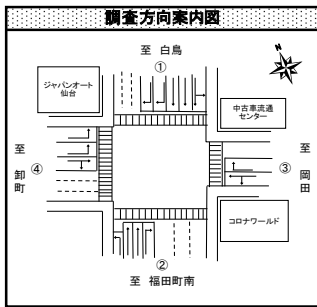 調査方向案内図
至 白鳥
①
N
ジャパンオート
仙台
中古車流通
センター
至 卸町
④
③
至 岡田
コロナワールド
②
至 福田町南